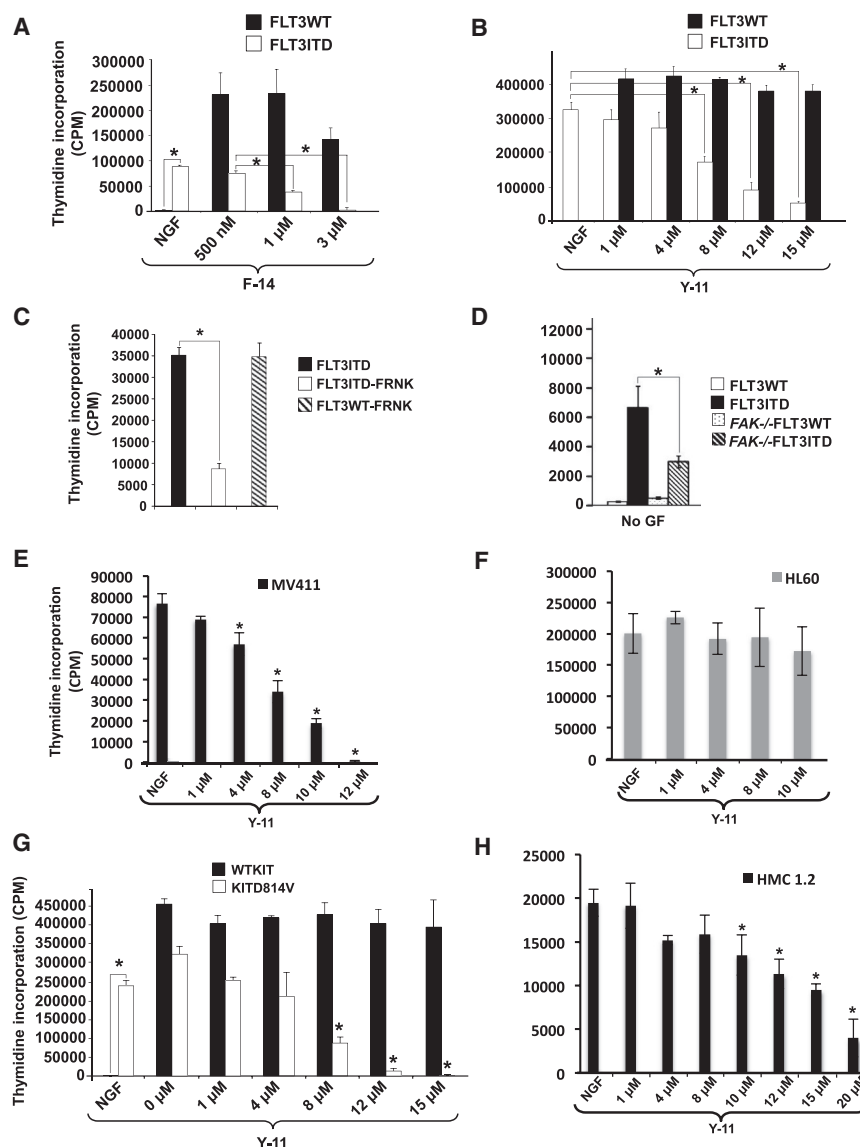 A
FLT3WT
FLT3ITD
Thymidine incorporation
(CPM)
300000
250000
200000
150000
100000
50000
0
*
*
*
NGF
500 nM
1 µM
3 µM
F-14
B
FLT3WT
FLT3ITD
400000
300000
200000
100000
0
*
*
*
NGF
1 µM
4 µM
8 µM
12 µM
15 µM
Y-11
C
Thymidine incorporation
(CPM)
40000
35000
30000
25000
20000
15000
10000
5000
0
*
FLT3ITD
FLT3ITD-FRNK
FLT3WT-FRNK
D
12000
10000
8000
6000
4000
2000
0
*
No GF
FLT3WT
FLT3ITD
FAK-/-FLT3WT
FAK-/-FLT3ITD
E
Thymidine incorporation
(CPM)
90000
80000
70000
60000
50000
40000
30000
20000
10000
0
MV411
*
*
*
*
NGF
1 µM
4 µM
8 µM
10 µM
12 µM
Y-11
F
300000
250000
200000
150000
100000
50000
0
HL60
NGF
1 µM
4 µM
8 µM
10 µM
Y-11
G
WTKIT
KITD814V
Thymidine incorporation (CPM)
450000
400000
350000
300000
250000
200000
150000
100000
50000
0
*
*
*
*
NGF
0 µM
1 µM
4 µM
8 µM
12 µM
15 µM
Y-11
H
25000
20000
15000
10000
5000
0
HMC 1.2
*
*
*
*
NGF
1 µM
4 µM
8 µM
10 µM
12 µM
15 µM
20 µM
Y-11